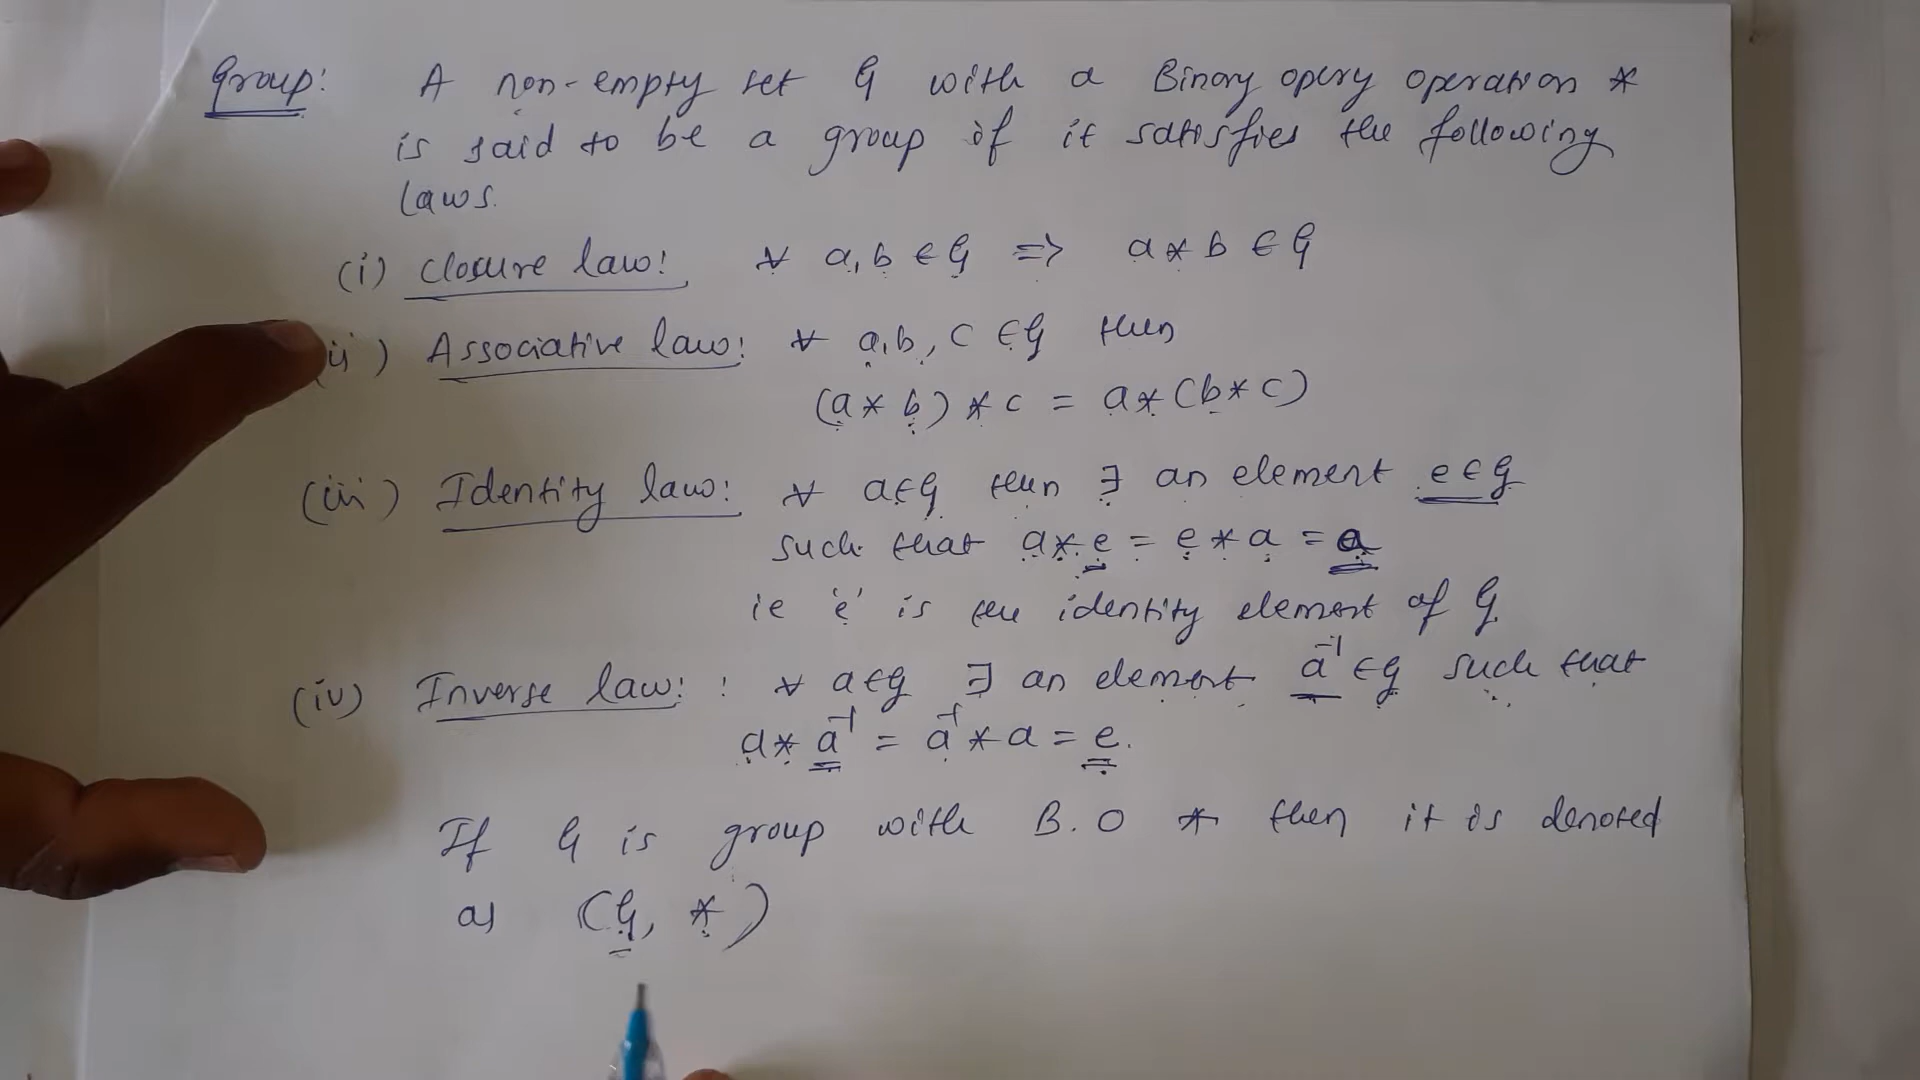 Group: A non-empty set G with a Binary opery operation *
is said to be a group if it satisfies the following
laws.
(i) Closure law: ∀ a,b ∈ G => a * b ∈ G
(ii) Associative law: ∀ a,b,c ∈ G then
(a * b) * c = a * (b * c)
(iii) Identity law: ∀ a∈G then ∃ an element e∈G
such that a * e = e * a = a
ie 'e' is the identity element of G
(iv) Inverse law: : ∀ a∈G ∃ an element a⁻¹ ∈ G such that
a * a⁻¹ = a⁻¹ * a = e.
If G is group with B.O * then it is denoted
as (G, *)